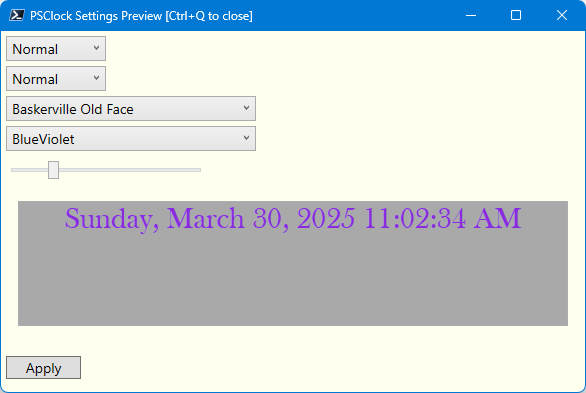 PSClock Settings Preview [Ctrl+Q to close]
Normal
Normal
Baskerville Old Face
BlueViolet
Sunday, March 30, 2025 11:02:34 AM
Apply